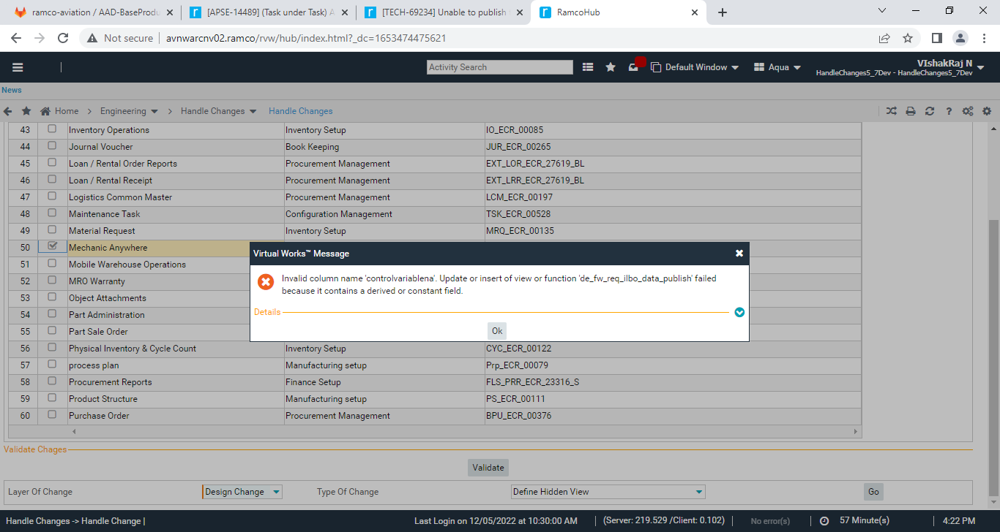 ramco-aviation / AAD-BaseProdu
[APSE-14489] (Task under Task) A
[TECH-69234] Unable to publish
RamcoHub
Not secure | avnwarcnv02.ramco/rvw/hub/index.html?_dc=1653474475621
Activity Search
Default Window
Aqua
VIshakRaj N
HandleChanges5_7Dev - HandleChanges5_7Dev
News
Home > Engineering > Handle Changes Handle Changes
43 Inventory Operations Inventory Setup IO_ECR_00085
44 Journal Voucher Book Keeping JUR_ECR_00265
45 Loan / Rental Order Reports Procurement Management EXT_LOR_ECR_27619_BL
46 Loan / Rental Receipt Procurement Management EXT_LRR_ECR_27619_BL
47 Logistics Common Master Procurement Management LCM_ECR_00197
48 Maintenance Task Configuration Management TSK_ECR_00528
49 Material Request Inventory Setup MRQ_ECR_00135
50 Mechanic Anywhere
51 Mobile Warehouse Operations
52 MRO Warranty
53 Object Attachments
54 Part Administration
55 Part Sale Order
56 Physical Inventory & Cycle Count Inventory Setup CYC_ECR_00122
57 process plan Manufacturing setup Prp_ECR_00079
58 Procurement Reports Finance Setup FLS_PRR_ECR_23316_S
59 Product Structure Manufacturing setup PS_ECR_00111
60 Purchase Order Procurement Management BPU_ECR_00376
Virtual Works™ Message
Invalid column name 'controlvariablena'. Update or insert of view or function 'de_fw_req_ilbo_data_publish' failed
because it contains a derived or constant field.
Details
Ok
Validate Chages
Validate
Layer Of Change Design Change Type Of Change Define Hidden View Go
Handle Changes -> Handle Change | Last Login on 12/05/2022 at 10:30:00 AM | (Server: 219.529 /Client: 0.102) | No error(s) | 57 Minute(s) | 4:22 PM